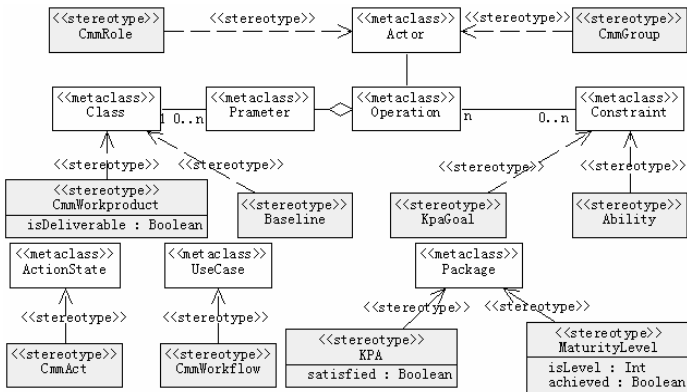 <<stereotype>>
CmmRole
<<stereotype>>
<<metaclass>>
Actor
<<stereotype>>
<<stereotype>>
CmmGroup
<<metaclass>>
Class
1 0..n
<<metaclass>>
Prameter
<<metaclass>>
Operation
n
0..n
<<metaclass>>
Constraint
<<stereotype>>
<<stereotype>>
<<stereotype>>
<<stereotype>>
<<stereotype>>
CmmWorkproduct
isDeliverable : Boolean
<<stereotype>>
Baseline
<<stereotype>>
KpaGoal
<<stereotype>>
Ability
<<metaclass>>
ActionState
<<metaclass>>
UseCase
<<metaclass>>
Package
<<stereotype>>
<<stereotype>>
<<stereotype>>
<<stereotype>>
<<stereotype>>
CmmAct
<<stereotype>>
CmmWorkflow
<<stereotype>>
KPA
satisfied : Boolean
<<stereotype>>
MaturityLevel
isLevel : Int
achieved : Boolean